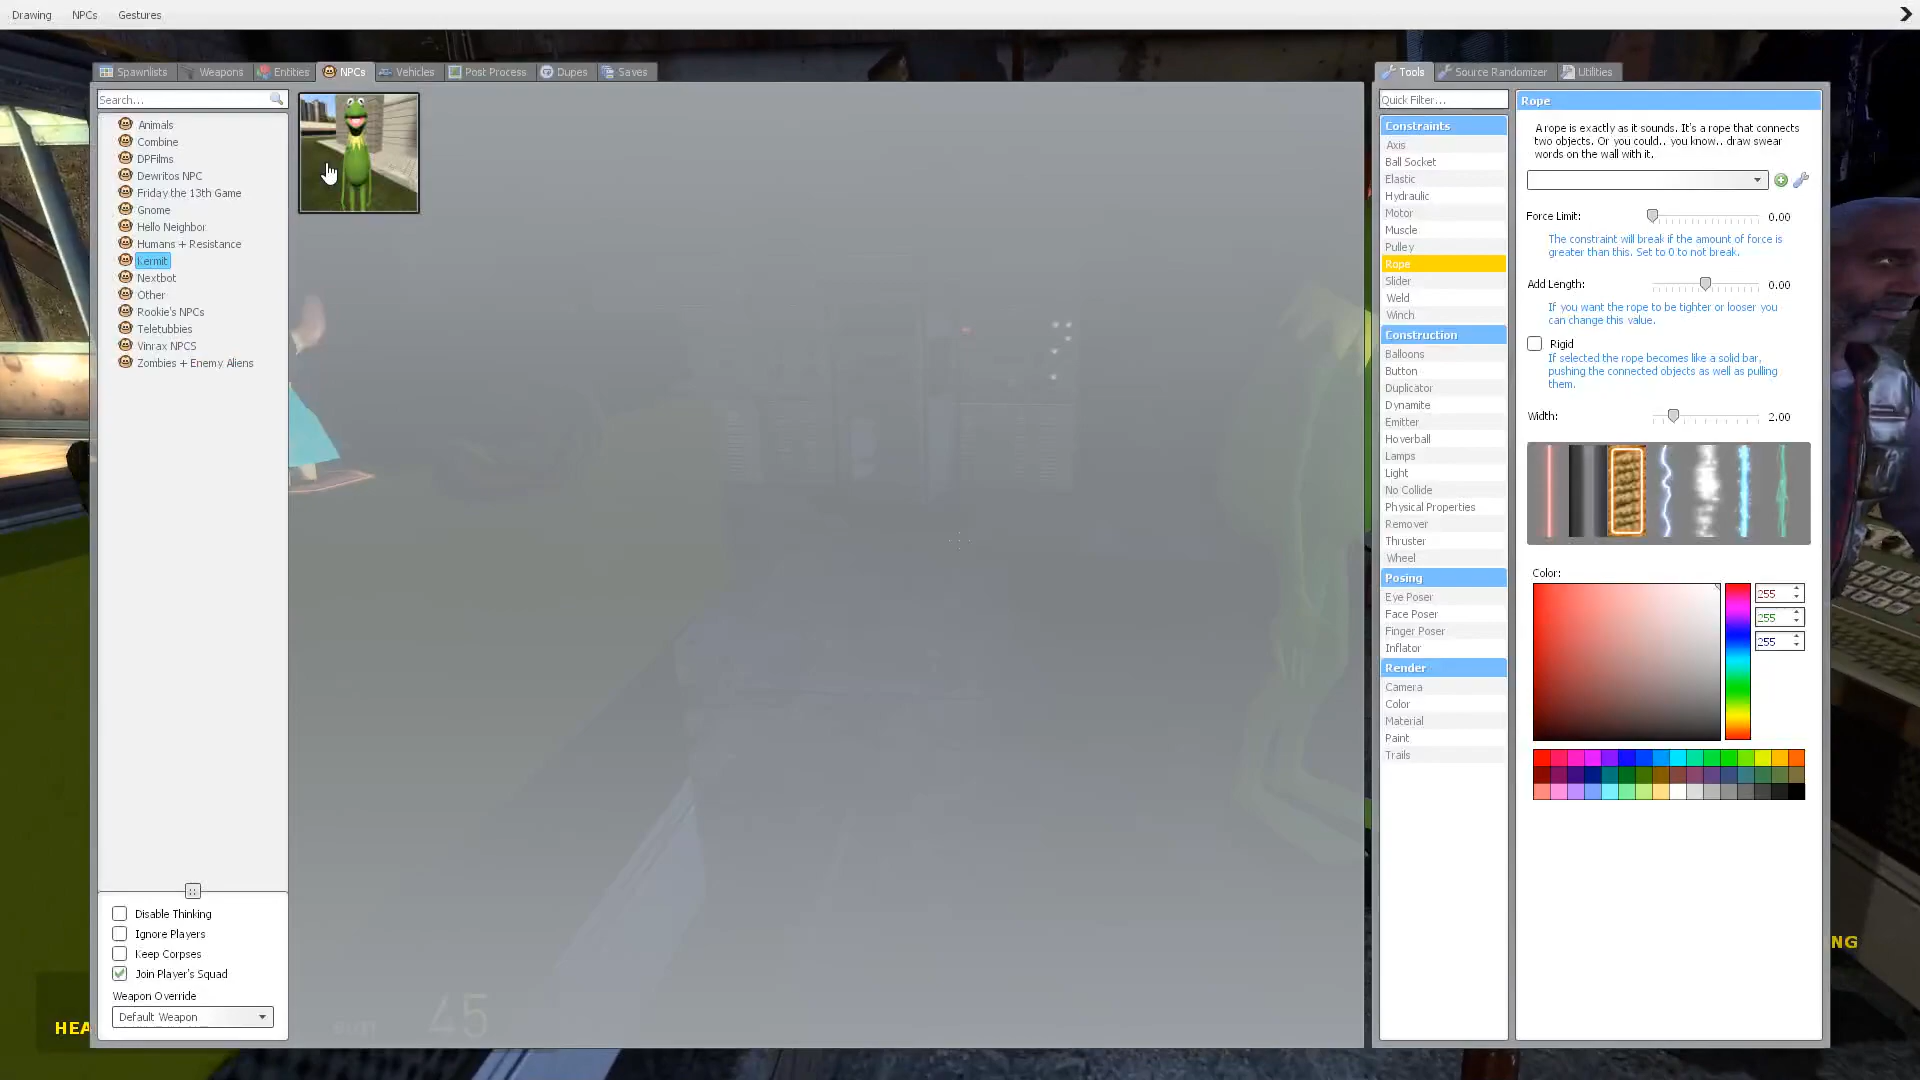 Drawing NPCs Gestures
Spawnlists Weapons Entities NPCs Vehicles Post Process Dupes Saves
Search...
Animals
Combine
DPFilms
Dewritos NPC
Friday the 13th Game
Gnome
Hello Neighbor
Humans + Resistance
Kermit
Nextbot
Other
Rookie's NPCs
Teletubbies
Vinrax NPCS
Zombies + Enemy Aliens
Disable Thinking
Ignore Players
Keep Corpses
Join Player's Squad
Weapon Override
Default Weapon
HEA
45
Tools Source Randomizer Utilities
Quick Filter...
Constraints
Axis
Ball Socket
Elastic
Hydraulic
Motor
Muscle
Pulley
Rope
Slider
Weld
Winch
Construction
Balloons
Button
Duplicator
Dynamite
Emitter
Hoverball
Lamps
Light
No Collide
Physical Properties
Remover
Thruster
Wheel
Posing
Eye Poser
Face Poser
Finger Poser
Inflator
Render
Camera
Color
Material
Paint
Trails
Rope
A rope is exactly as it sounds. It's a rope that connects
two objects. Or you could.. you know.. draw swear
words on the wall with it.
Force Limit: 0.00
The constraint will break if the amount of force is
greater than this. Set to 0 to not break.
Add Length: 0.00
If you want the rope to be tighter or looser you
can change this value.
Rigid
If selected the rope becomes like a solid bar,
pushing the connected objects as well as pulling
them.
Width: 2.00
Color:
255
255
255
NG